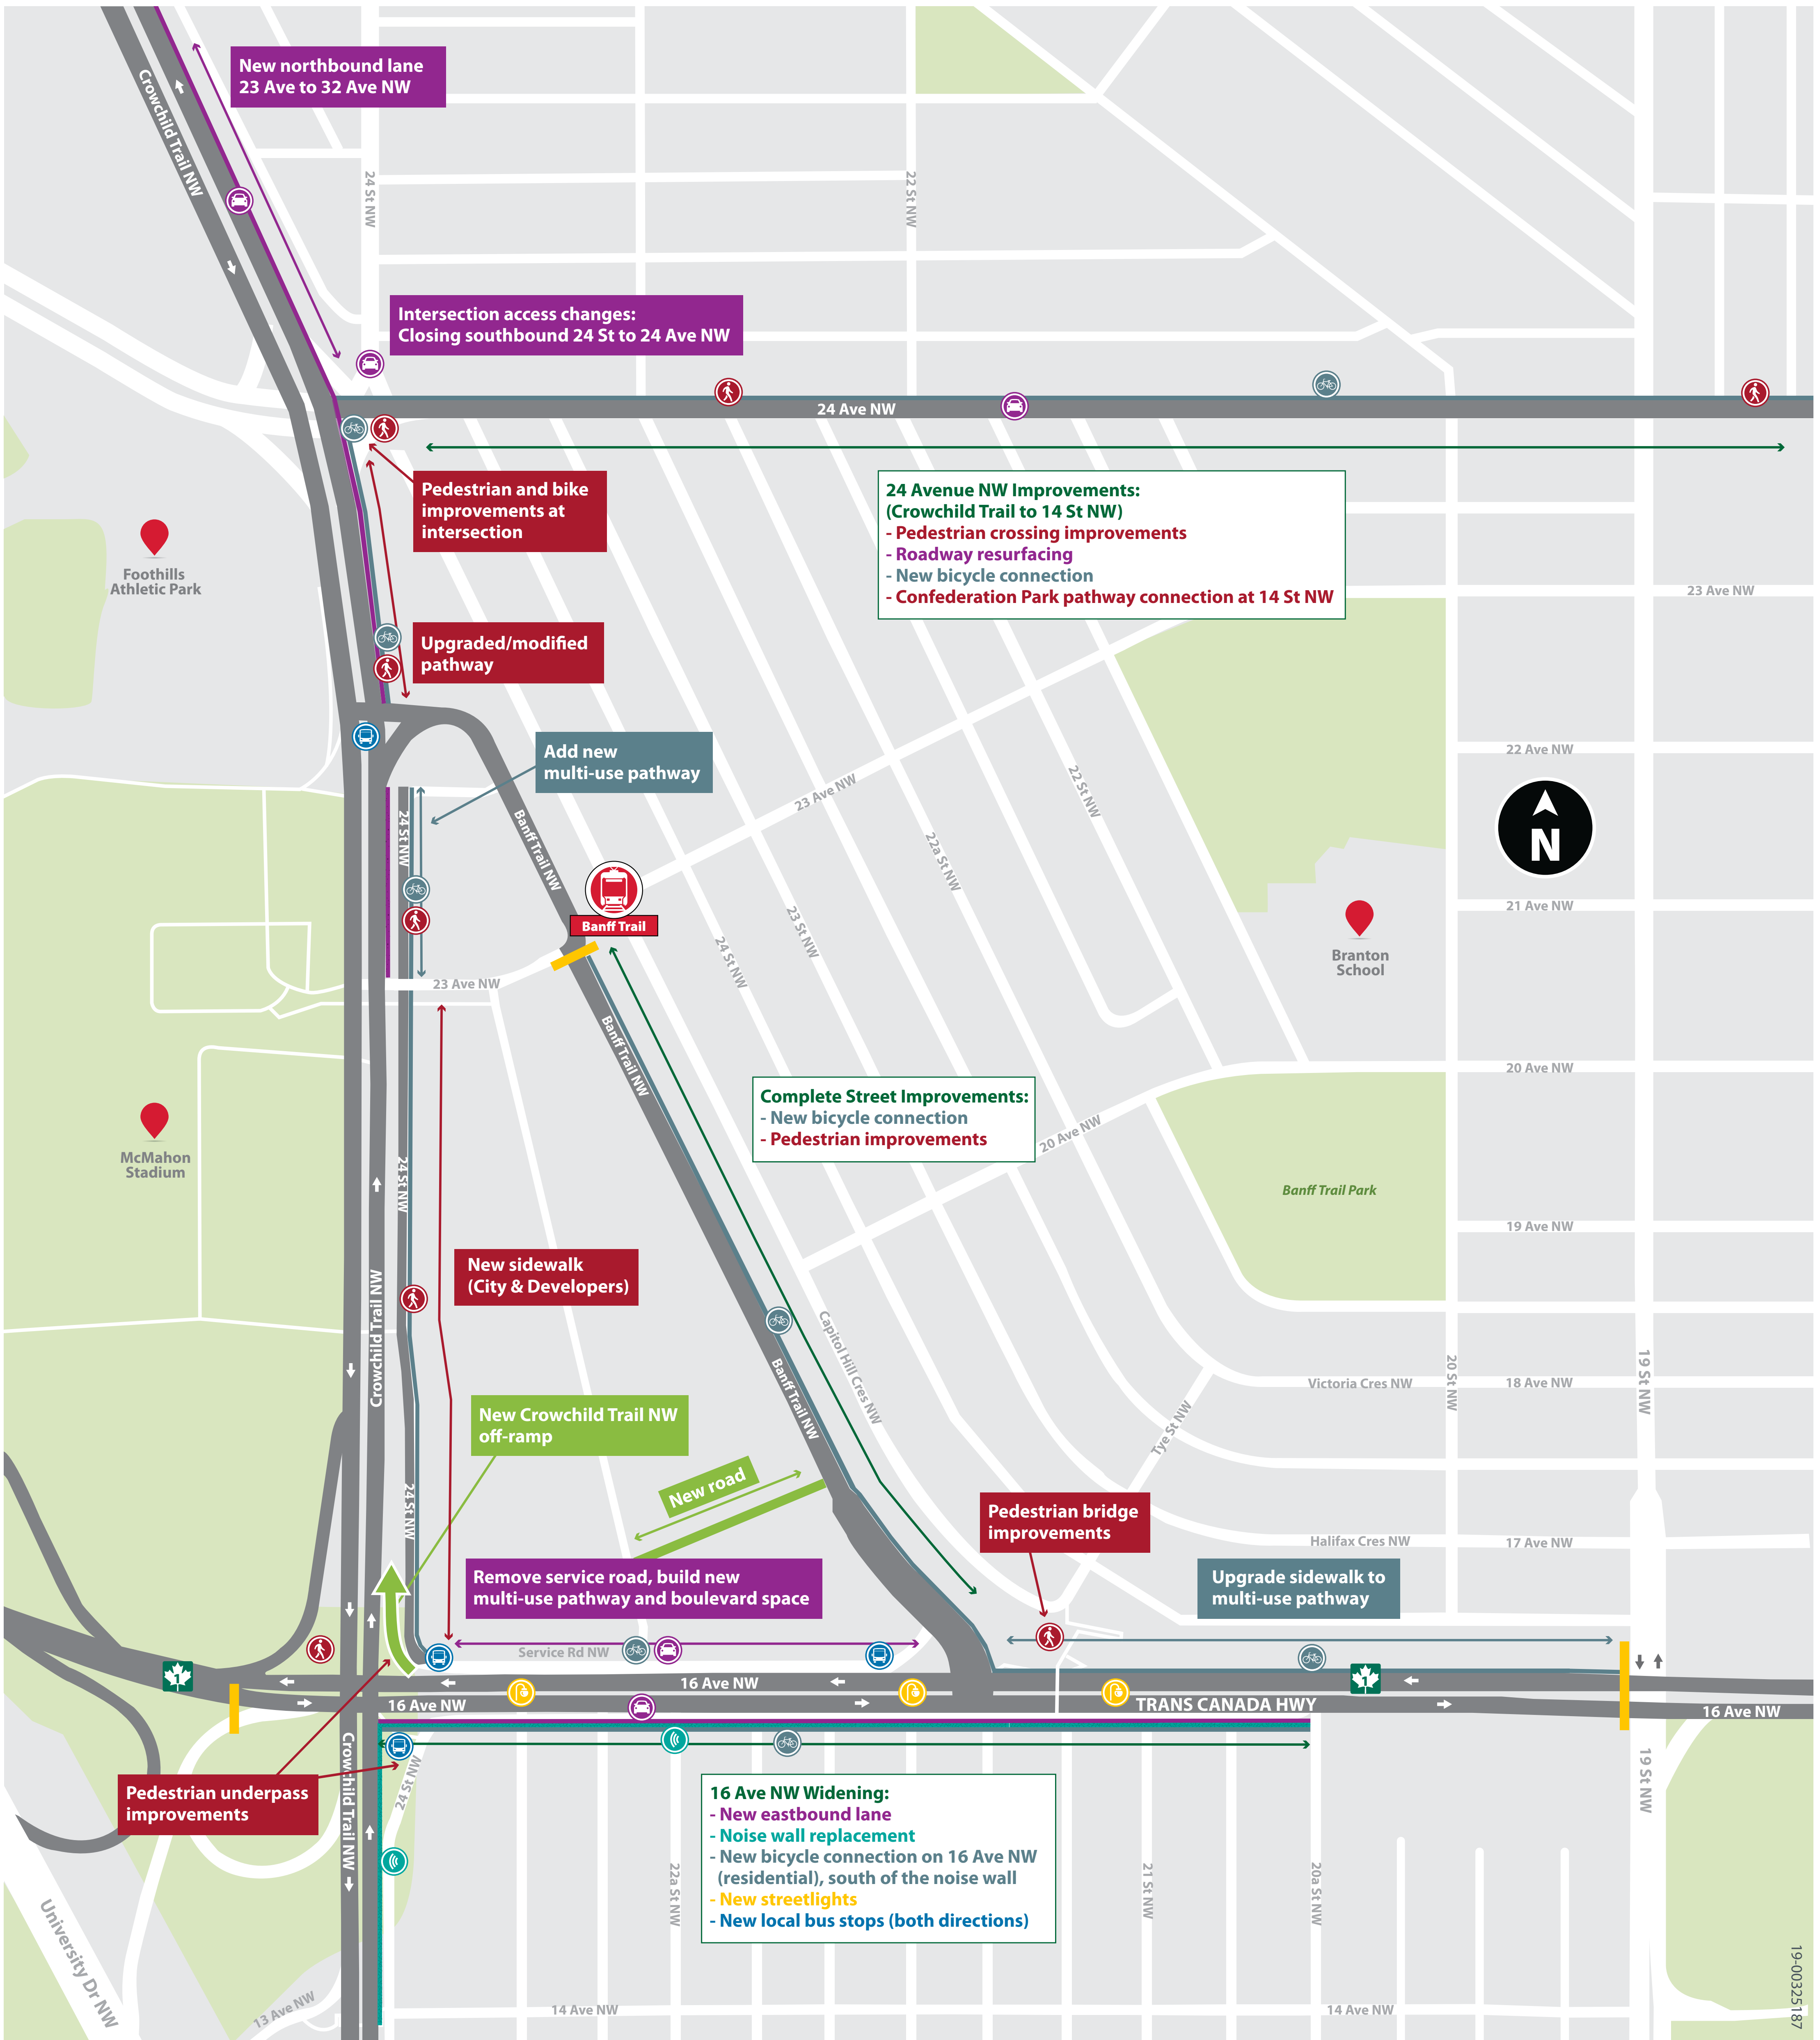 New northbound lane
23 Ave to 32 Ave NW
Crowchild Trail NW
24 St NW
22 St NW
Intersection access changes:
Closing southbound 24 St to 24 Ave NW
24 Ave NW
Pedestrian and bike
improvements at
intersection
24 Avenue NW Improvements:
(Crowchild Trail to 14 St NW)
- Pedestrian crossing improvements
- Roadway resurfacing
- New bicycle connection
- Confederation Park pathway connection at 14 St NW
Foothills
Athletic Park
23 Ave NW
Upgraded/modified
pathway
Add new
multi-use pathway
22 Ave NW
23 Ave NW
22 St NW
24 St NW
Banff Trail NW
22a St NW
N
Banff Trail
21 Ave NW
23 St NW
24 St NW
Branton
School
23 Ave NW
Banff Trail NW
20 Ave NW
Complete Street Improvements:
- New bicycle connection
- Pedestrian improvements
20 Ave NW
McMahon
Stadium
24 St NW
Banff Trail Park
19 Ave NW
New sidewalk
(City & Developers)
Crowchild Trail NW
Capitol Hill Cres NW
Banff Trail NW
Victoria Cres NW
20 St NW
18 Ave NW
19 St NW
Tye St NW
New Crowchild Trail NW
off-ramp
New road
24 St NW
Pedestrian bridge
improvements
Halifax Cres NW
17 Ave NW
Remove service road, build new
multi-use pathway and boulevard space
Upgrade sidewalk to
multi-use pathway
Service Rd NW
1
16 Ave NW
1
16 Ave NW
TRANS CANADA HWY
16 Ave NW
Crowchild Trail NW
24 St NW
19 St NW
Pedestrian underpass
improvements
16 Ave NW Widening:
- New eastbound lane
- Noise wall replacement
- New bicycle connection on 16 Ave NW
(residential), south of the noise wall
- New streetlights
- New local bus stops (both directions)
22a St NW
21 St NW
20a St NW
University Dr NW
13 Ave NW
14 Ave NW
14 Ave NW
19-00325187